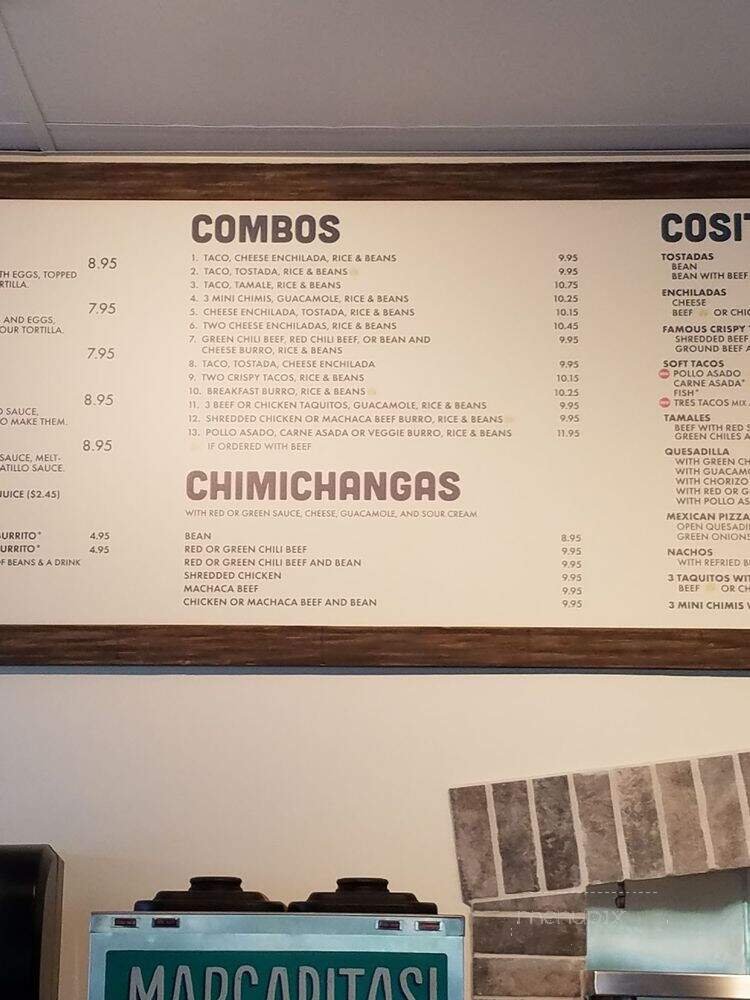 8.95
TH EGGS, TOPPED
RTILLA.
7.95
AND EGGS,
OUR TORTILLA.
7.95
8.95
D SAUCE,
O MAKE THEM.
8.95
SAUCE, MELT-
ATILLO SAUCE.
JUICE ($2.45)
BURRITO* 4.95
URRITO* 4.95
OF BEANS & A DRINK
COMBOS
1. TACO, CHEESE ENCHILADA, RICE & BEANS 9.95
2. TACO, TOSTADA, RICE & BEANS 9.95
3. TACO, TAMALE, RICE & BEANS 10.75
4. 3 MINI CHIMIS, GUACAMOLE, RICE & BEANS 10.25
5. CHEESE ENCHILADA, TOSTADA, RICE & BEANS 10.15
6. TWO CHEESE ENCHILADAS, RICE & BEANS 10.45
7. GREEN CHILI BEEF, RED CHILI BEEF, OR BEAN AND 9.95
CHEESE BURRO, RICE & BEANS
8. TACO, TOSTADA, CHEESE ENCHILADA 9.95
9. TWO CRISPY TACOS, RICE & BEANS 10.15
10. BREAKFAST BURRO, RICE & BEANS 10.25
11. 3 BEEF OR CHICKEN TAQUITOS, GUACAMOLE, RICE & BEANS 9.95
12. SHREDDED CHICKEN OR MACHACA BEEF BURRO, RICE & BEANS 9.95
13. POLLO ASADO, CARNE ASADA OR VEGGIE BURRO, RICE & BEANS 11.95
IF ORDERED WITH BEEF
CHIMICHANGAS
WITH RED OR GREEN SAUCE, CHEESE, GUACAMOLE, AND SOUR CREAM
BEAN 8.95
RED OR GREEN CHILI BEEF 9.95
RED OR GREEN CHILI BEEF AND BEAN 9.95
SHREDDED CHICKEN 9.95
MACHACA BEEF 9.95
CHICKEN OR MACHACA BEEF AND BEAN 9.95
COSIT
TOSTADAS
BEAN
BEAN WITH BEEF
ENCHILADAS
CHEESE
BEEF OR CHIC
FAMOUS CRISPY T
SHREDDED BEEF
GROUND BEEF A
SOFT TACOS
POLLO ASADO
CARNE ASADA*
FISH*
TRES TACOS MIX
TAMALES
BEEF WITH RED S
GREEN CHILES A
QUESADILLA
WITH GREEN CH
WITH GUACAMO
WITH CHORIZO
WITH RED OR G
WITH POLLO AS
MEXICAN PIZZA
OPEN QUESADI
GREEN ONIONS
NACHOS
WITH REFRIED B
3 TAQUITOS WIT
BEEF OR CH
3 MINI CHIMIS W
MARGARITAS!
menupix